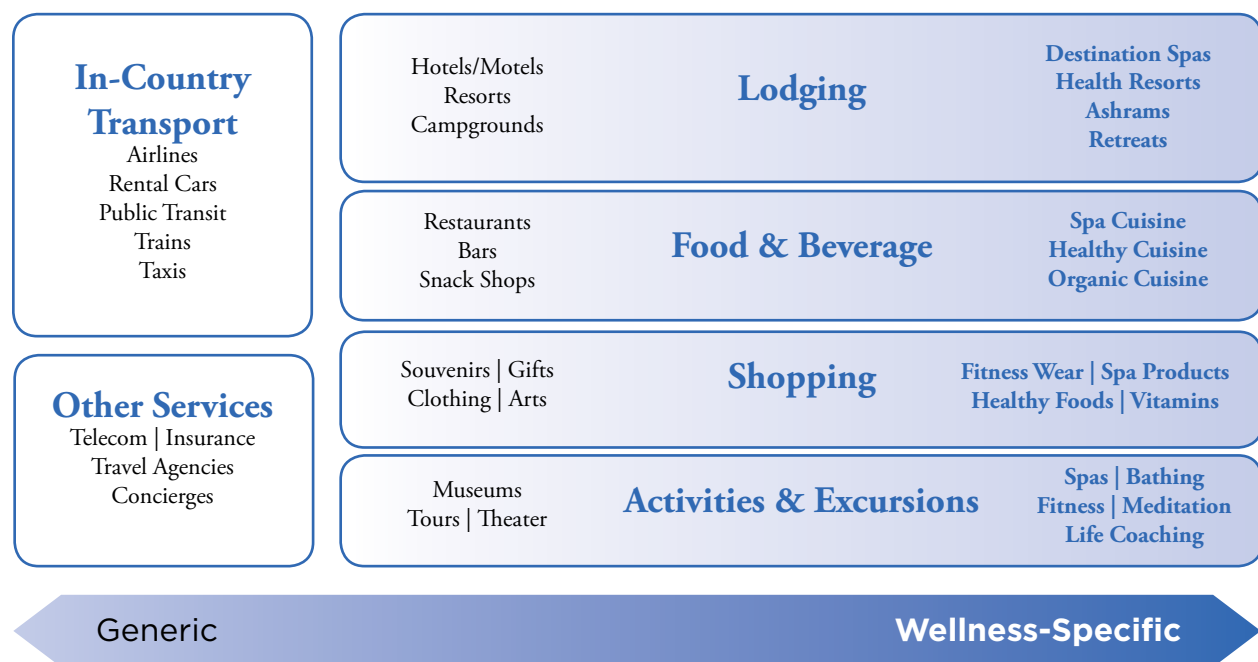 In-Country
Transport
Airlines
Rental Cars
Public Transit
Trains
Taxis
Other Services
Telecom | Insurance
Travel Agencies
Concierges
Hotels/Motels
Resorts
Campgrounds
Lodging
Destination Spas
Health Resorts
Ashrams
Retreats
Restaurants
Bars
Snack Shops
Food & Beverage
Spa Cuisine
Healthy Cuisine
Organic Cuisine
Souvenirs | Gifts
Clothing | Arts
Shopping
Fitness Wear | Spa Products
Healthy Foods | Vitamins
Museums
Tours | Theater
Activities & Excursions
Spas | Bathing
Fitness | Meditation
Life Coaching
Generic
Wellness-Specific